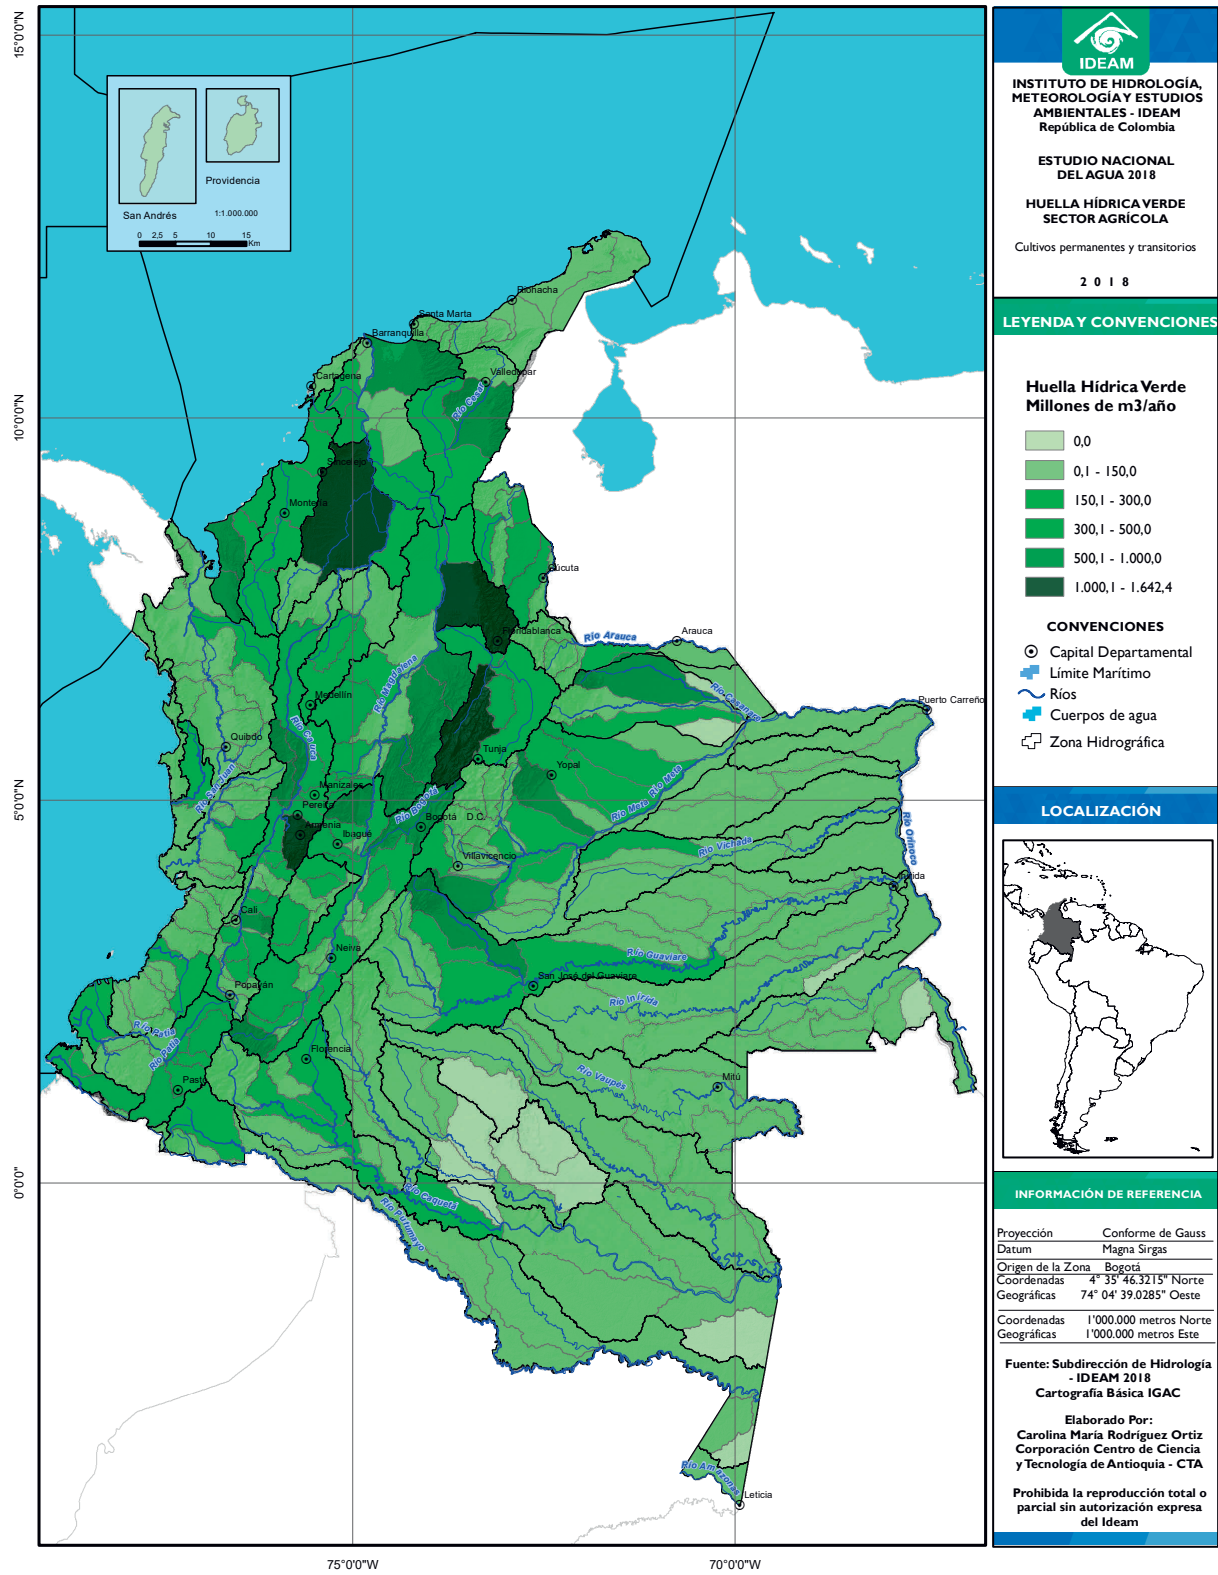 15°0'0"N
10°0'0"N
5°0'0"N
0°0'0"
75°0'0"W
70°0'0"W
San Andrés
Providencia
1:1.000.000
0 2,5 5 10 15
Km
Riohacha
Santa Marta
Barranquilla
Cartagena
Valledupar
Río Cesar
Sincelejo
Montería
Cúcuta
Floridablanca
Río Arauca
Arauca
Río Casanare
Puerto Carreño
Río Magdalena
Medellín
Río Cauca
Quibdo
Río San Juan
Tunja
Yopal
Río Meta
Río Meta
Manizales
Pereira
Armenia
Ibagué
Río Bogotá
Bogotá D.C.
Villavicencio
Río Vichada
Río Orinoco
Inírida
Cali
Neiva
Río Guaviare
San José del Guaviare
Río Inírida
Popayán
Río Patía
Río Patía
Pasto
Florencia
Río Vaupés
Mitú
Río Caquetá
Río Putumayo
Río Amazonas
Leticia
IDEAM
INSTITUTO DE HIDROLOGÍA,
METEOROLOGÍA Y ESTUDIOS
AMBIENTALES - IDEAM
República de Colombia
ESTUDIO NACIONAL
DEL AGUA 2018
HUELLA HÍDRICA VERDE
SECTOR AGRÍCOLA
Cultivos permanentes y transitorios
2 0 1 8
LEYENDA Y CONVENCIONES
Huella Hídrica Verde
Millones de m3/año
0,0
0,1 - 150,0
150,1 - 300,0
300,1 - 500,0
500,1 - 1.000,0
1.000,1 - 1.642,4
CONVENCIONES
Capital Departamental
Límite Marítimo
Ríos
Cuerpos de agua
Zona Hidrográfica
LOCALIZACIÓN
INFORMACIÓN DE REFERENCIA
Proyección Conforme de Gauss
Datum Magna Sirgas
Origen de la Zona Bogotá
Coordenadas 4° 35' 46.3215" Norte
Geográficas 74° 04' 39.0285" Oeste
Coordenadas 1'000.000 metros Norte
Geográficas 1'000.000 metros Este
Fuente: Subdirección de Hidrología
- IDEAM 2018
Cartografía Básica IGAC
Elaborado Por:
Carolina María Rodríguez Ortiz
Corporación Centro de Ciencia
y Tecnología de Antioquia - CTA
Prohibida la reproducción total o
parcial sin autorización expresa
del Ideam